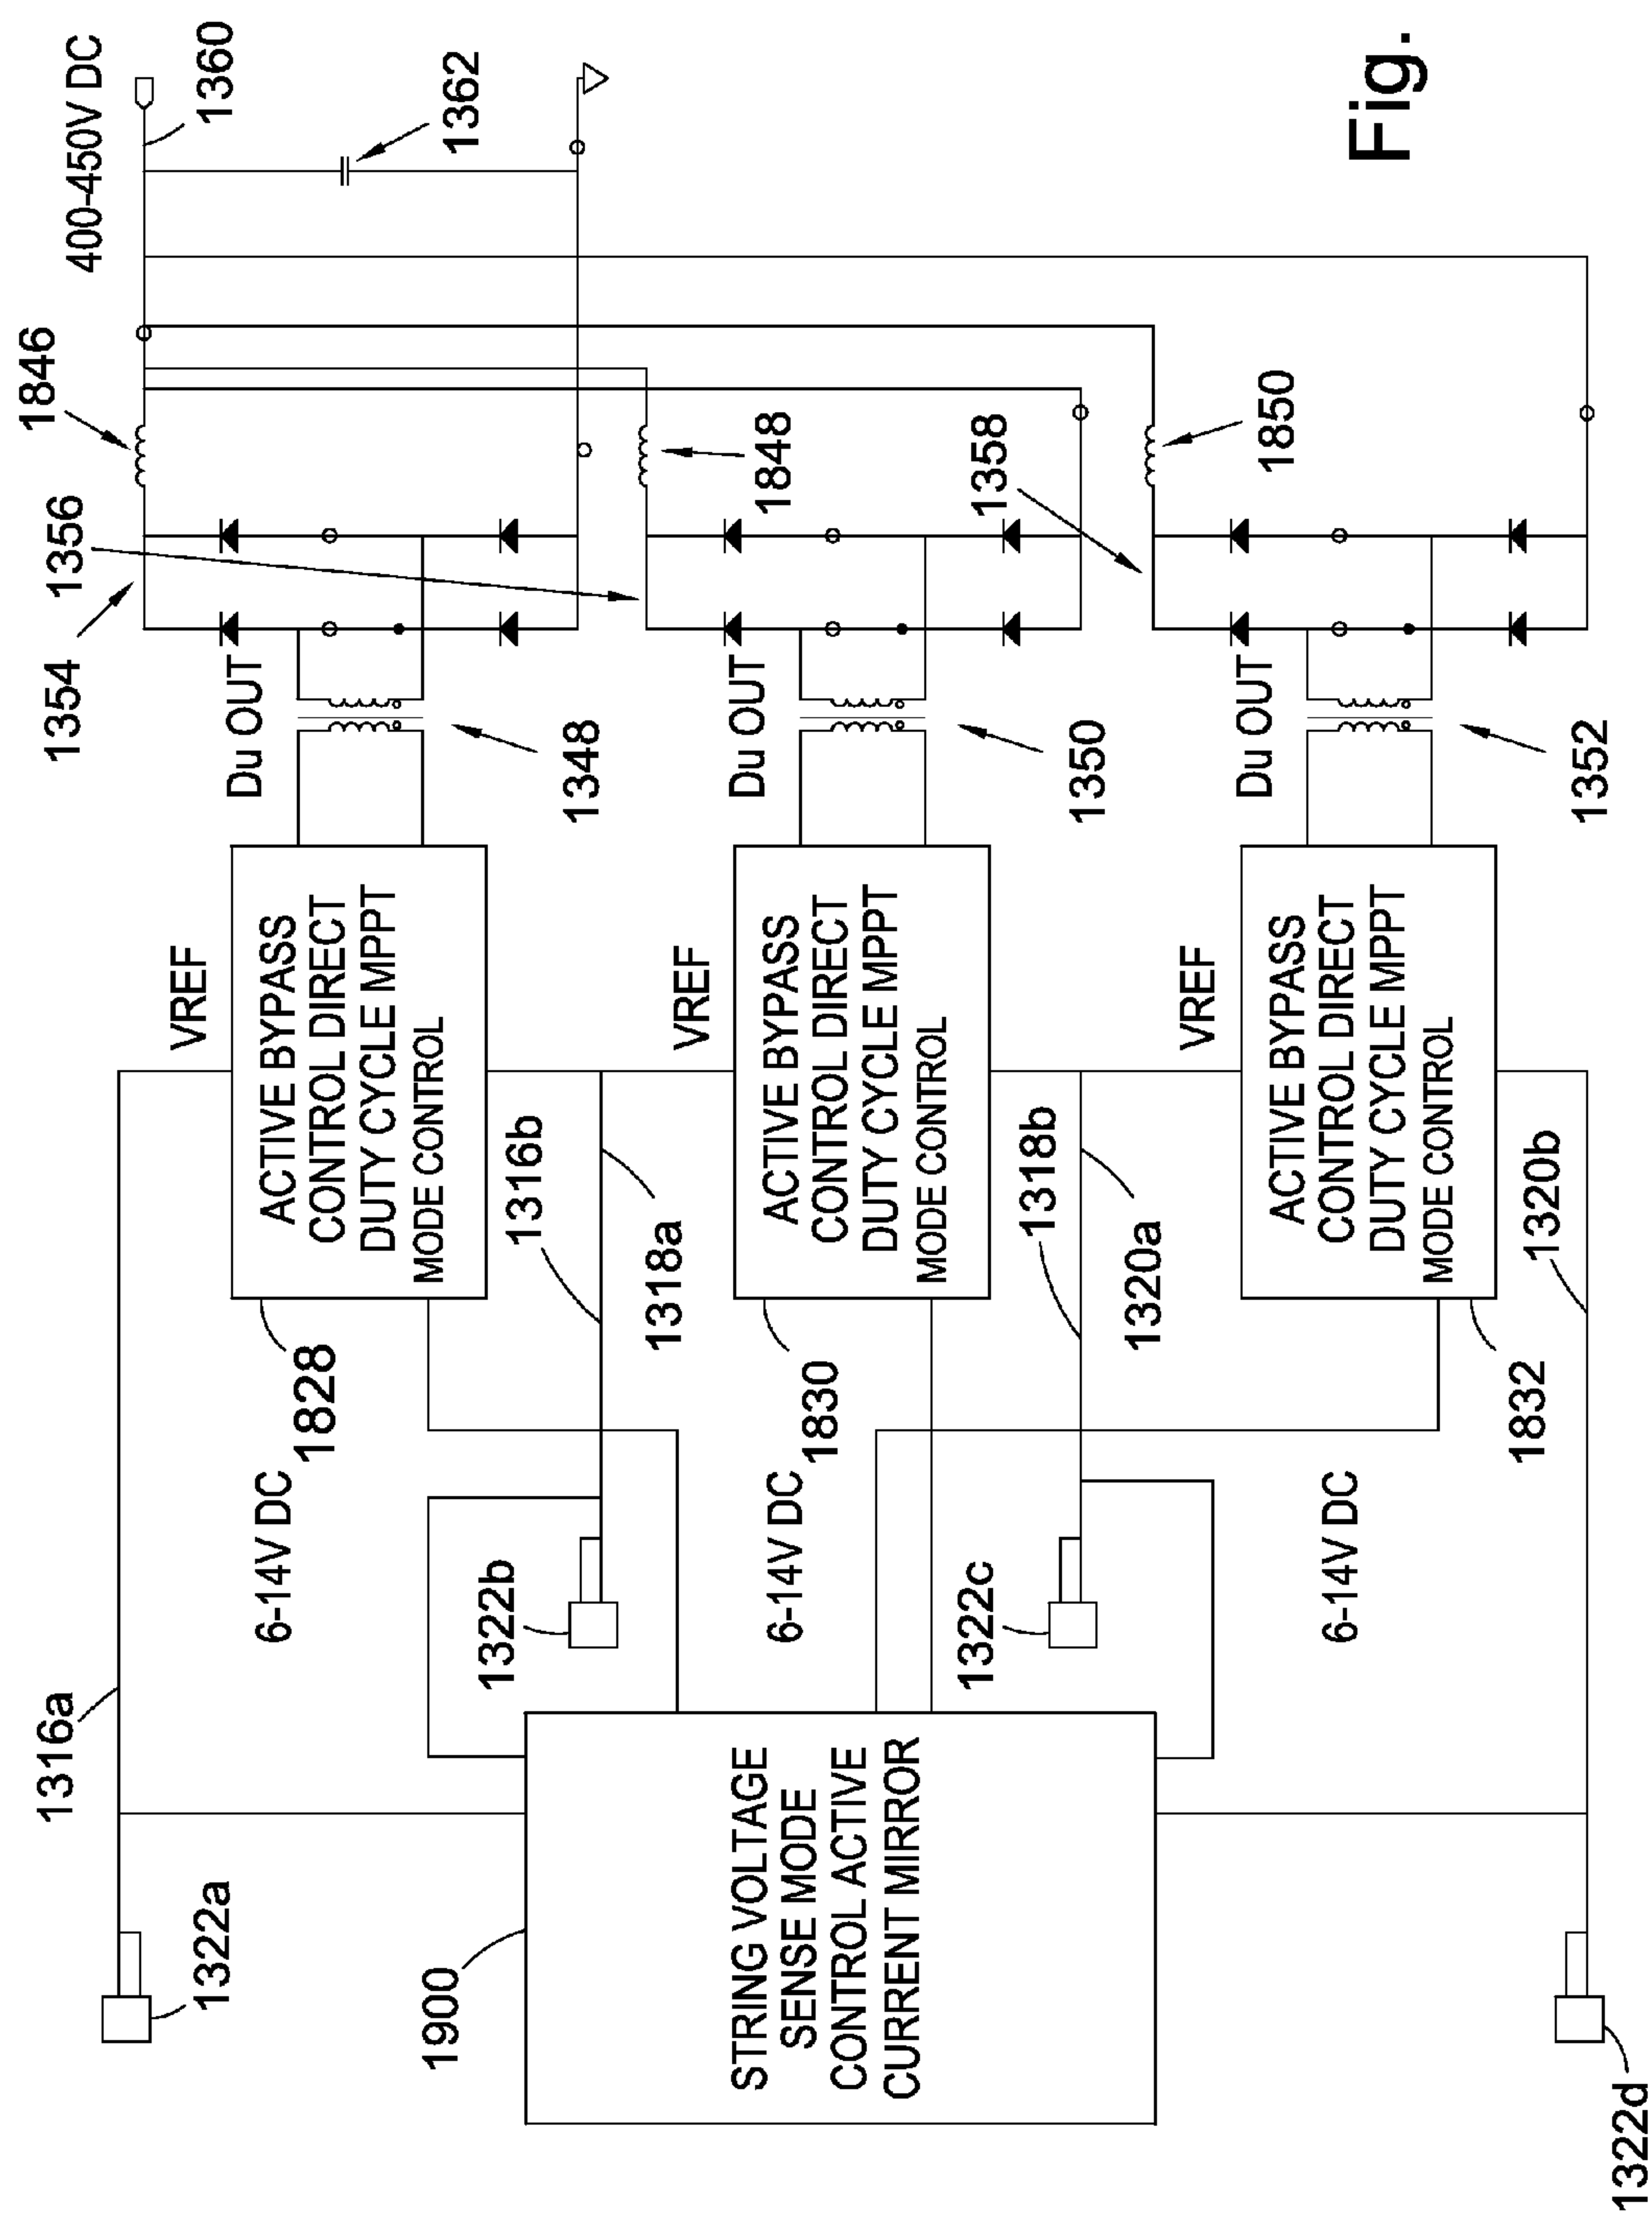 400-450V DC
1360
1362
1846
1848
1850
1354
1356
1358
Du OUT
1348
Du OUT
1350
Du OUT
1352
VREF
ACTIVE BYPASS
CONTROL DIRECT
DUTY CYCLE MPPT
MODE CONTROL
1828
VREF
ACTIVE BYPASS
CONTROL DIRECT
DUTY CYCLE MPPT
MODE CONTROL
1830
VREF
ACTIVE BYPASS
CONTROL DIRECT
DUTY CYCLE MPPT
MODE CONTROL
1832
1316a
1316b
1318a
1318b
1320a
1320b
6-14V DC
6-14V DC
6-14V DC
1322a
1322b
1322c
1322d
1900
STRING VOLTAGE
SENSE MODE
CONTROL ACTIVE
CURRENT MIRROR
Fig.